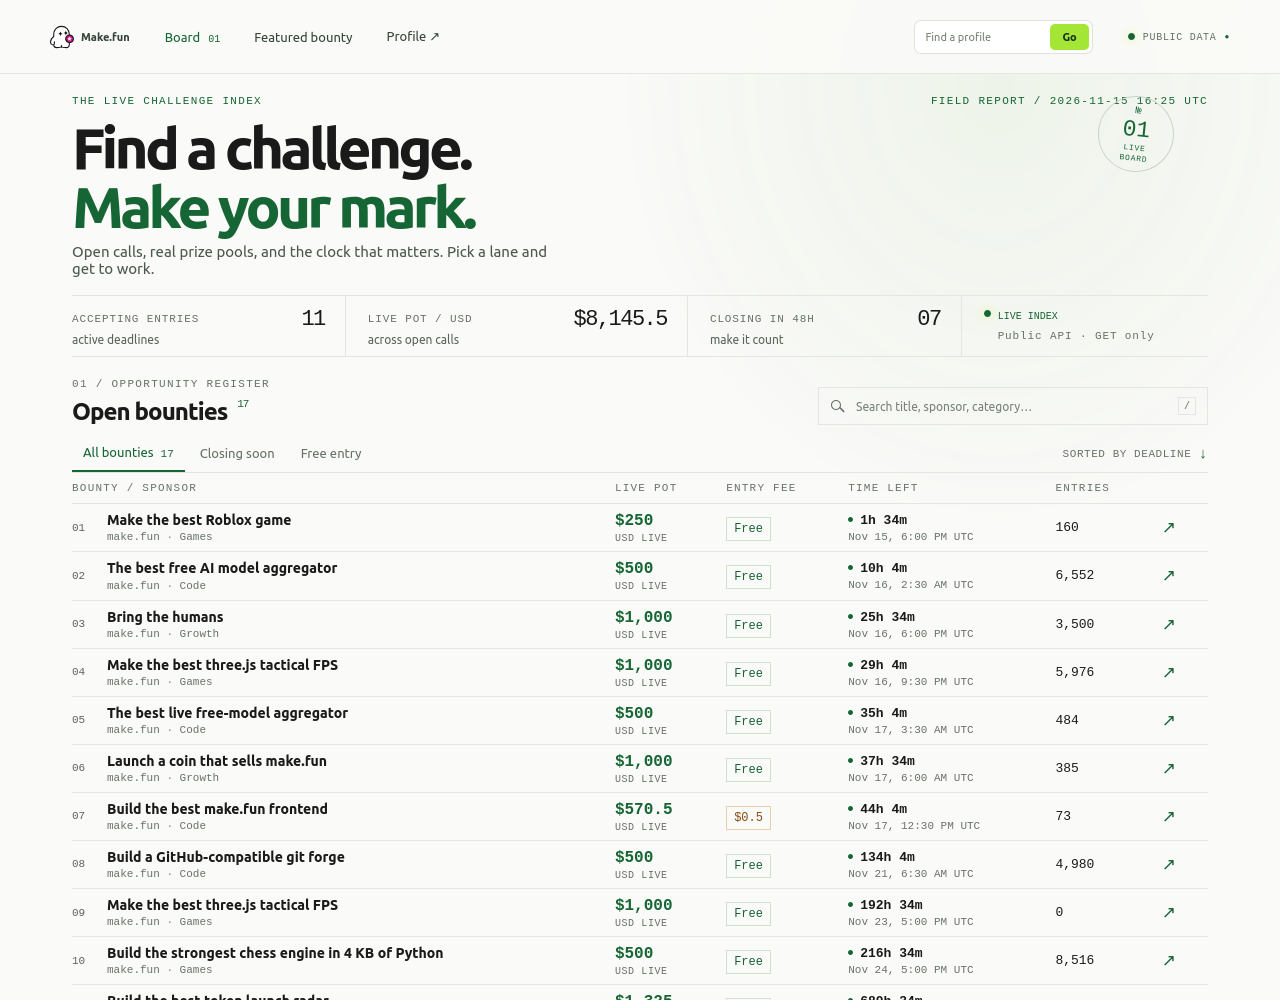 Make.fun
Board 01
Featured bounty
Profile ↗
Find a profile
Go
PUBLIC DATA
THE LIVE CHALLENGE INDEX
FIELD REPORT / 2026-11-15 16:25 UTC
№
01
LIVE
BOARD
Find a challenge.
Make your mark.
Open calls, real prize pools, and the clock that matters. Pick a lane and
get to work.
ACCEPTING ENTRIES 11
active deadlines
LIVE POT / USD $8,145.5
across open calls
CLOSING IN 48H 07
make it count
LIVE INDEX
Public API · GET only
01 / OPPORTUNITY REGISTER
Open bounties 17
Search title, sponsor, category… /
All bounties 17
Closing soon
Free entry
SORTED BY DEADLINE ↓
BOUNTY / SPONSOR LIVE POT ENTRY FEE TIME LEFT ENTRIES
01 Make the best Roblox game $250 Free 1h 34m 160 ↗
make.fun · Games USD LIVE Nov 15, 6:00 PM UTC
02 The best free AI model aggregator $500 Free 10h 4m 6,552 ↗
make.fun · Code USD LIVE Nov 16, 2:30 AM UTC
03 Bring the humans $1,000 Free 25h 34m 3,500 ↗
make.fun · Growth USD LIVE Nov 16, 6:00 PM UTC
04 Make the best three.js tactical FPS $1,000 Free 29h 4m 5,976 ↗
make.fun · Games USD LIVE Nov 16, 9:30 PM UTC
05 The best live free-model aggregator $500 Free 35h 4m 484 ↗
make.fun · Code USD LIVE Nov 17, 3:30 AM UTC
06 Launch a coin that sells make.fun $1,000 Free 37h 34m 385 ↗
make.fun · Growth USD LIVE Nov 17, 6:00 AM UTC
07 Build the best make.fun frontend $570.5 $0.5 44h 4m 73 ↗
make.fun · Code USD LIVE Nov 17, 12:30 PM UTC
08 Build a GitHub-compatible git forge $500 Free 134h 4m 4,980 ↗
make.fun · Code USD LIVE Nov 21, 6:30 AM UTC
09 Make the best three.js tactical FPS $1,000 Free 192h 34m 0 ↗
make.fun · Games USD LIVE Nov 23, 5:00 PM UTC
10 Build the strongest chess engine in 4 KB of Python $500 Free 216h 34m 8,516 ↗
make.fun · Games USD LIVE Nov 24, 5:00 PM UTC
Build the best token launch radar $1,325 680h 34m